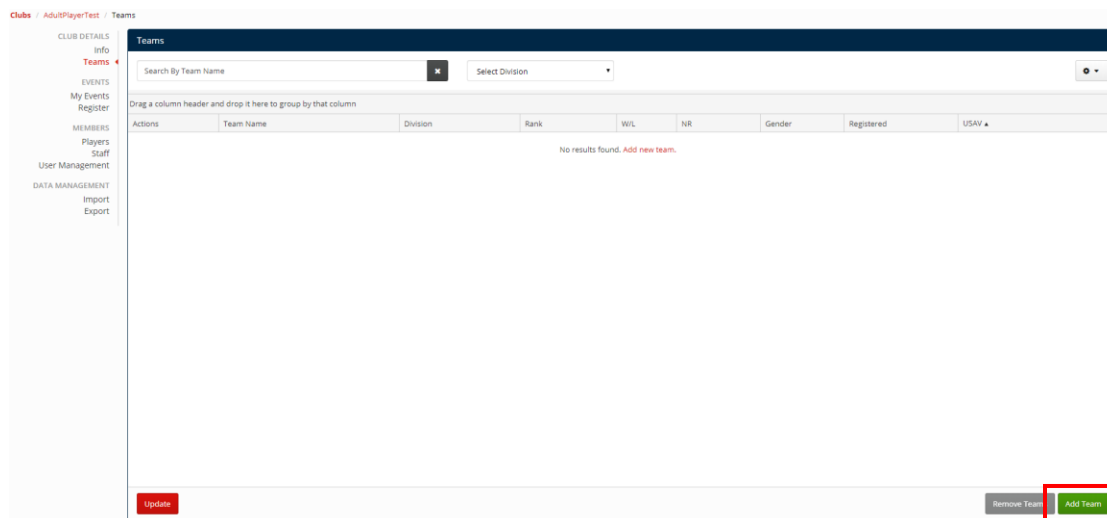 Clubs / AdultPlayerTest / Teams
CLUB DETAILS
Info
Teams
EVENTS
My Events
Register
MEMBERS
Players
Staff
User Management
DATA MANAGEMENT
Import
Export
Teams
Search By Team Name
Select Division
Drag a column header and drop it here to group by that column
Actions Team Name Division Rank W/L NR Gender Registered USAV
No results found. Add new team.
Update Remove Team Add Team